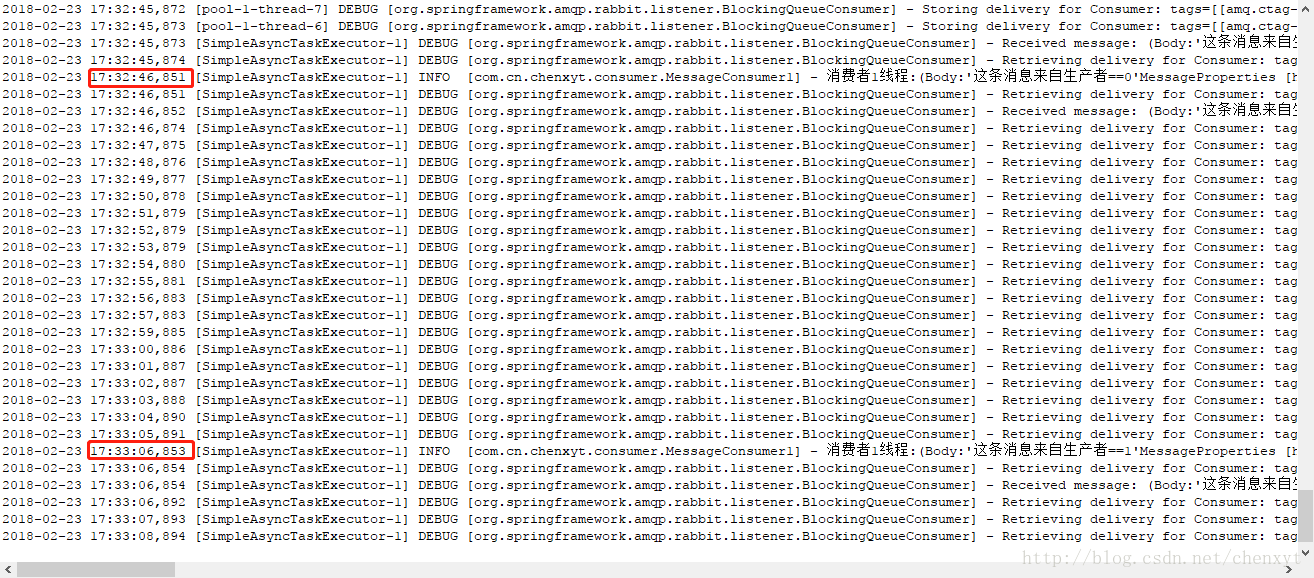 2018-02-23 17:32:45,872 [pool-1-thread-7] DEBUG [org.springframework.amqp.rabbit.listener.BlockingQueueConsumer] - Storing delivery for Consumer: tags=[[amq.ctag-
2018-02-23 17:32:45,873 [pool-1-thread-6] DEBUG [org.springframework.amqp.rabbit.listener.BlockingQueueConsumer] - Storing delivery for Consumer: tags=[[amq.ctag-
2018-02-23 17:32:45,873 [SimpleAsyncTaskExecutor-1] DEBUG [org.springframework.amqp.rabbit.listener.BlockingQueueConsumer] - Received message: (Body:'这条消息来自生
2018-02-23 17:32:45,874 [SimpleAsyncTaskExecutor-1] DEBUG [org.springframework.amqp.rabbit.listener.BlockingQueueConsumer] - Retrieving delivery for Consumer: tag
2018-02-23 17:32:46,851 [SimpleAsyncTaskExecutor-1] INFO [com.cn.chenxyt.consumer.MessageConsumer1] - 消费者1线程:(Body:'这条消息来自生产者==0'MessageProperties [h
2018-02-23 17:32:46,851 [SimpleAsyncTaskExecutor-1] DEBUG [org.springframework.amqp.rabbit.listener.BlockingQueueConsumer] - Retrieving delivery for Consumer: tag
2018-02-23 17:32:46,852 [SimpleAsyncTaskExecutor-1] DEBUG [org.springframework.amqp.rabbit.listener.BlockingQueueConsumer] - Received message: (Body:'这条消息来自生
2018-02-23 17:32:46,874 [SimpleAsyncTaskExecutor-1] DEBUG [org.springframework.amqp.rabbit.listener.BlockingQueueConsumer] - Retrieving delivery for Consumer: tag
2018-02-23 17:32:47,875 [SimpleAsyncTaskExecutor-1] DEBUG [org.springframework.amqp.rabbit.listener.BlockingQueueConsumer] - Retrieving delivery for Consumer: tag
2018-02-23 17:32:48,876 [SimpleAsyncTaskExecutor-1] DEBUG [org.springframework.amqp.rabbit.listener.BlockingQueueConsumer] - Retrieving delivery for Consumer: tag
2018-02-23 17:32:49,877 [SimpleAsyncTaskExecutor-1] DEBUG [org.springframework.amqp.rabbit.listener.BlockingQueueConsumer] - Retrieving delivery for Consumer: tag
2018-02-23 17:32:50,878 [SimpleAsyncTaskExecutor-1] DEBUG [org.springframework.amqp.rabbit.listener.BlockingQueueConsumer] - Retrieving delivery for Consumer: tag
2018-02-23 17:32:51,879 [SimpleAsyncTaskExecutor-1] DEBUG [org.springframework.amqp.rabbit.listener.BlockingQueueConsumer] - Retrieving delivery for Consumer: tag
2018-02-23 17:32:52,879 [SimpleAsyncTaskExecutor-1] DEBUG [org.springframework.amqp.rabbit.listener.BlockingQueueConsumer] - Retrieving delivery for Consumer: tag
2018-02-23 17:32:53,879 [SimpleAsyncTaskExecutor-1] DEBUG [org.springframework.amqp.rabbit.listener.BlockingQueueConsumer] - Retrieving delivery for Consumer: tag
2018-02-23 17:32:54,880 [SimpleAsyncTaskExecutor-1] DEBUG [org.springframework.amqp.rabbit.listener.BlockingQueueConsumer] - Retrieving delivery for Consumer: tag
2018-02-23 17:32:55,881 [SimpleAsyncTaskExecutor-1] DEBUG [org.springframework.amqp.rabbit.listener.BlockingQueueConsumer] - Retrieving delivery for Consumer: tag
2018-02-23 17:32:56,883 [SimpleAsyncTaskExecutor-1] DEBUG [org.springframework.amqp.rabbit.listener.BlockingQueueConsumer] - Retrieving delivery for Consumer: tag
2018-02-23 17:32:57,883 [SimpleAsyncTaskExecutor-1] DEBUG [org.springframework.amqp.rabbit.listener.BlockingQueueConsumer] - Retrieving delivery for Consumer: tag
2018-02-23 17:32:59,885 [SimpleAsyncTaskExecutor-1] DEBUG [org.springframework.amqp.rabbit.listener.BlockingQueueConsumer] - Retrieving delivery for Consumer: tag
2018-02-23 17:33:00,886 [SimpleAsyncTaskExecutor-1] DEBUG [org.springframework.amqp.rabbit.listener.BlockingQueueConsumer] - Retrieving delivery for Consumer: tag
2018-02-23 17:33:01,887 [SimpleAsyncTaskExecutor-1] DEBUG [org.springframework.amqp.rabbit.listener.BlockingQueueConsumer] - Retrieving delivery for Consumer: tag
2018-02-23 17:33:02,887 [SimpleAsyncTaskExecutor-1] DEBUG [org.springframework.amqp.rabbit.listener.BlockingQueueConsumer] - Retrieving delivery for Consumer: tag
2018-02-23 17:33:03,888 [SimpleAsyncTaskExecutor-1] DEBUG [org.springframework.amqp.rabbit.listener.BlockingQueueConsumer] - Retrieving delivery for Consumer: tag
2018-02-23 17:33:04,890 [SimpleAsyncTaskExecutor-1] DEBUG [org.springframework.amqp.rabbit.listener.BlockingQueueConsumer] - Retrieving delivery for Consumer: tag
2018-02-23 17:33:05,891 [SimpleAsyncTaskExecutor-1] DEBUG [org.springframework.amqp.rabbit.listener.BlockingQueueConsumer] - Retrieving delivery for Consumer: tag
2018-02-23 17:33:06,853 [SimpleAsyncTaskExecutor-1] INFO [com.cn.chenxyt.consumer.MessageConsumer1] - 消费者1线程:(Body:'这条消息来自生产者==1'MessageProperties [h
2018-02-23 17:33:06,854 [SimpleAsyncTaskExecutor-1] DEBUG [org.springframework.amqp.rabbit.listener.BlockingQueueConsumer] - Retrieving delivery for Consumer: tag
2018-02-23 17:33:06,854 [SimpleAsyncTaskExecutor-1] DEBUG [org.springframework.amqp.rabbit.listener.BlockingQueueConsumer] - Received message: (Body:'这条消息来自生
2018-02-23 17:33:06,892 [SimpleAsyncTaskExecutor-1] DEBUG [org.springframework.amqp.rabbit.listener.BlockingQueueConsumer] - Retrieving delivery for Consumer: tag
2018-02-23 17:33:07,893 [SimpleAsyncTaskExecutor-1] DEBUG [org.springframework.amqp.rabbit.listener.BlockingQueueConsumer] - Retrieving delivery for Consumer: tag
2018-02-23 17:33:08,894 [SimpleAsyncTaskExecutor-1] DEBUG [org.springframework.amqp.rabbit.listener.BlockingQueueConsumer] - Retrieving delivery for Consumer: tag
http://blog.csdn.net/chenxyt